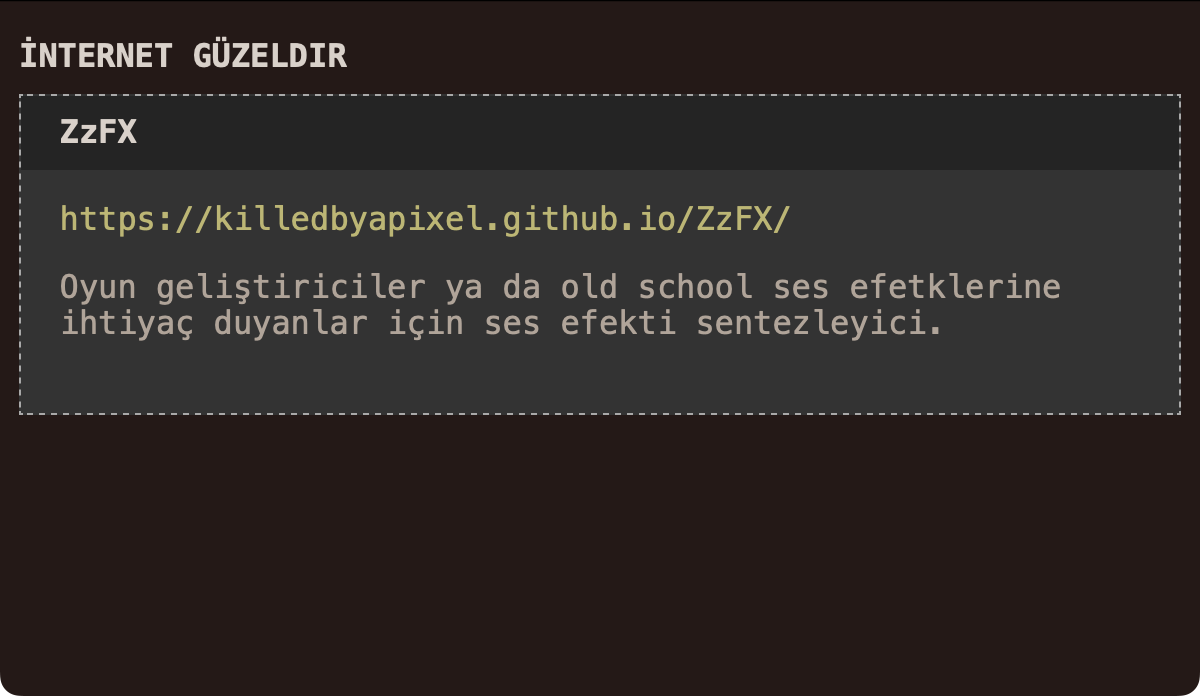 İNTERNET GÜZELDIR
ZzFX
https://killedbyapixel.github.io/ZzFX/
Oyun geliştiriciler ya da old school ses efetklerine
ihtiyaç duyanlar için ses efekti sentezleyici.